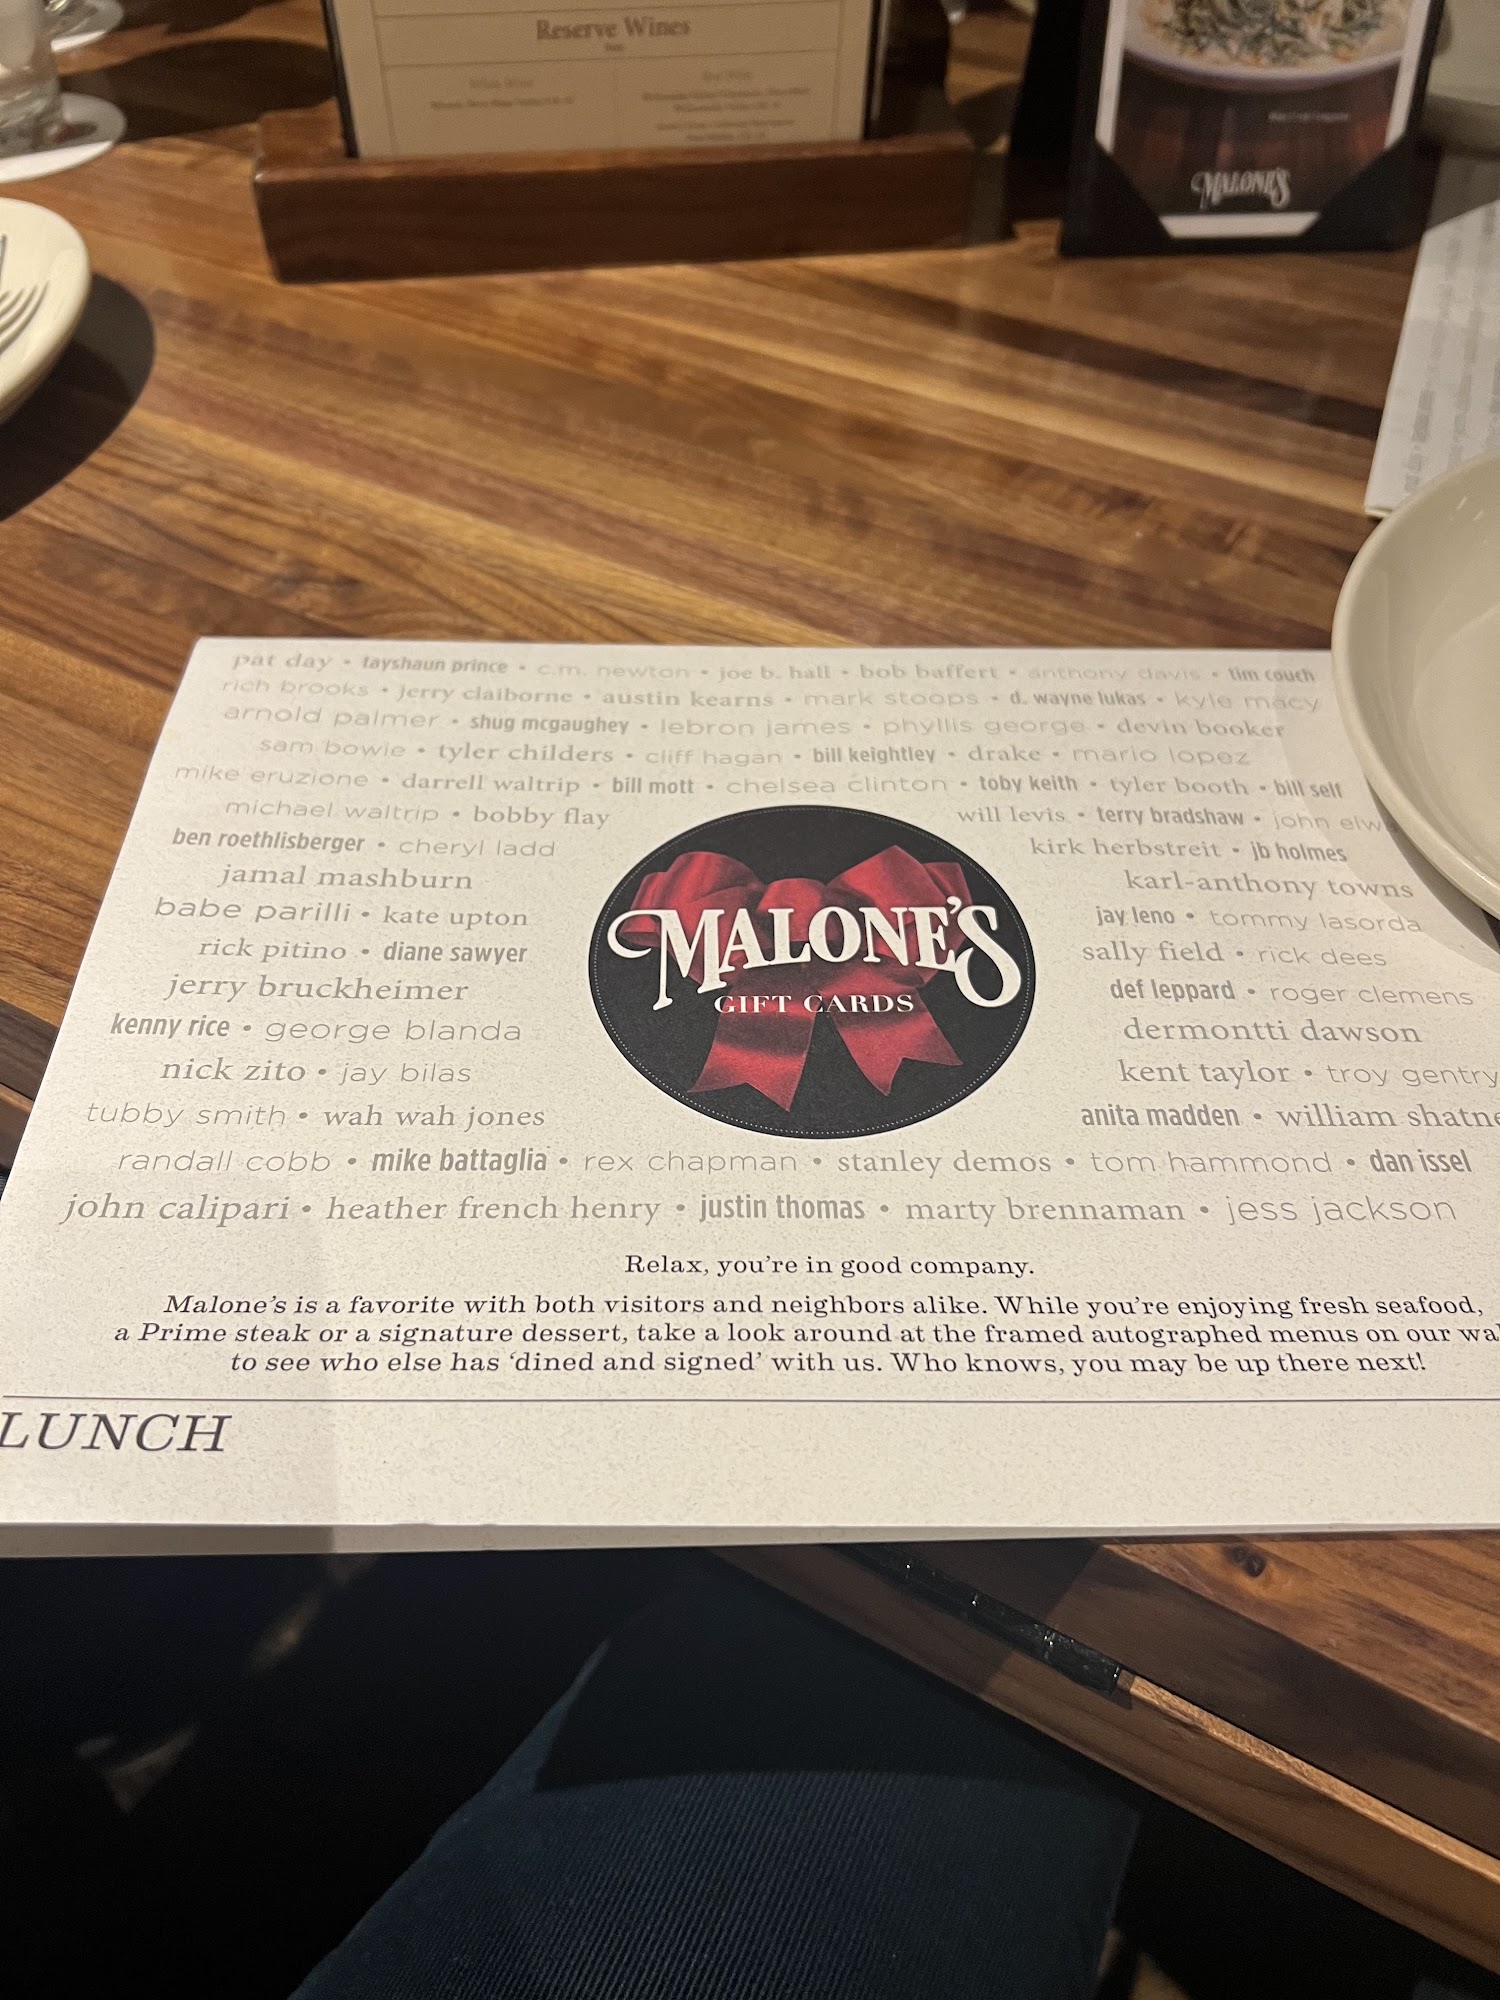 Reserve Wines
MALONE'S
pat day • tayshaun prince • c.m. newton • joe b. hall • bob baffert • anthony davis • tim couch
rich brooks • jerry claiborne • austin kearns • mark stoops • d. wayne lukas • kyle macy
arnold palmer • shug mcgaughey • lebron james • phyllis george • devin booker
sam bowie • tyler childers • cliff hagan • bill keightley • drake • mario lopez
mike eruzione • darrell waltrip • bill mott • chelsea clinton • toby keith • tyler booth • bill self
michael waltrip • bobby flay
will levis • terry bradshaw • john elw
ben roethlisberger • cheryl ladd
kirk herbstreit • jb holmes
jamal mashburn
karl-anthony towns
babe parilli • kate upton
jay leno • tommy lasorda
rick pitino • diane sawyer
sally field • rick dees
jerry bruckheimer
def leppard • roger clemens
kenny rice • george blanda
dermontti dawson
nick zito • jay bilas
kent taylor • troy gentry
tubby smith • wah wah jones
anita madden • william shatne
MALONE'S
GIFT CARDS
randall cobb • mike battaglia • rex chapman • stanley demos • tom hammond • dan issel
john calipari • heather french henry • justin thomas • marty brennaman • jess jackson
Relax, you're in good company.
Malone's is a favorite with both visitors and neighbors alike. While you're enjoying fresh seafood,
a Prime steak or a signature dessert, take a look around at the framed autographed menus on our wal
to see who else has 'dined and signed' with us. Who knows, you may be up there next!
LUNCH